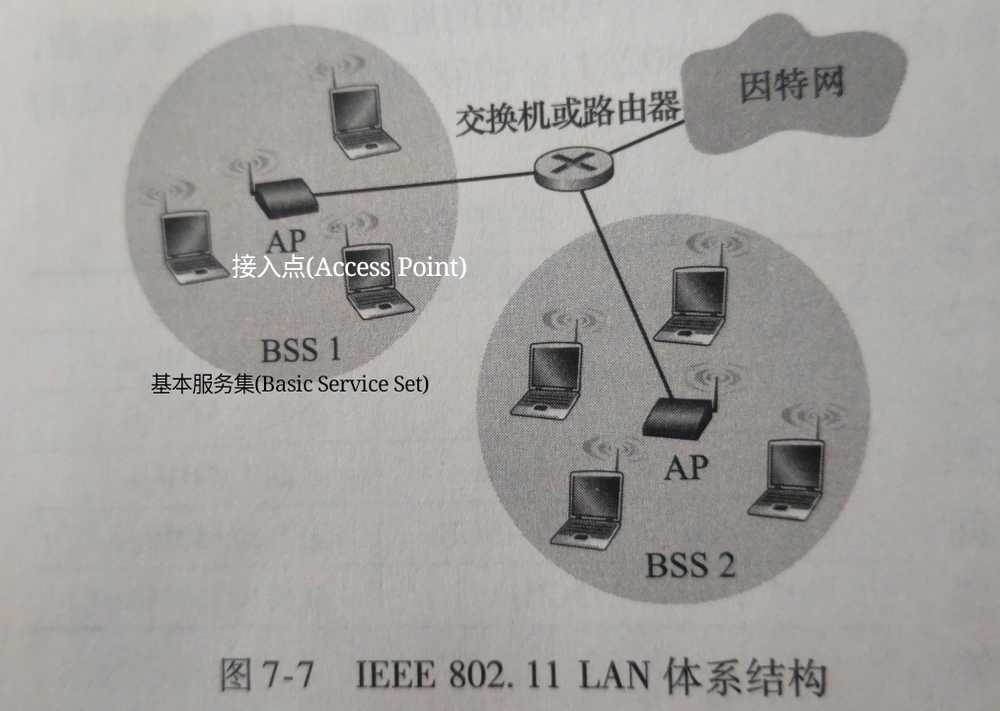 因特网
交换机或路由器
AP
接入点(Access Point)
BSS 1
基本服务集(Basic Service Set)
AP
BSS 2
图 7-7 IEEE 802. 11 LAN 体系结构